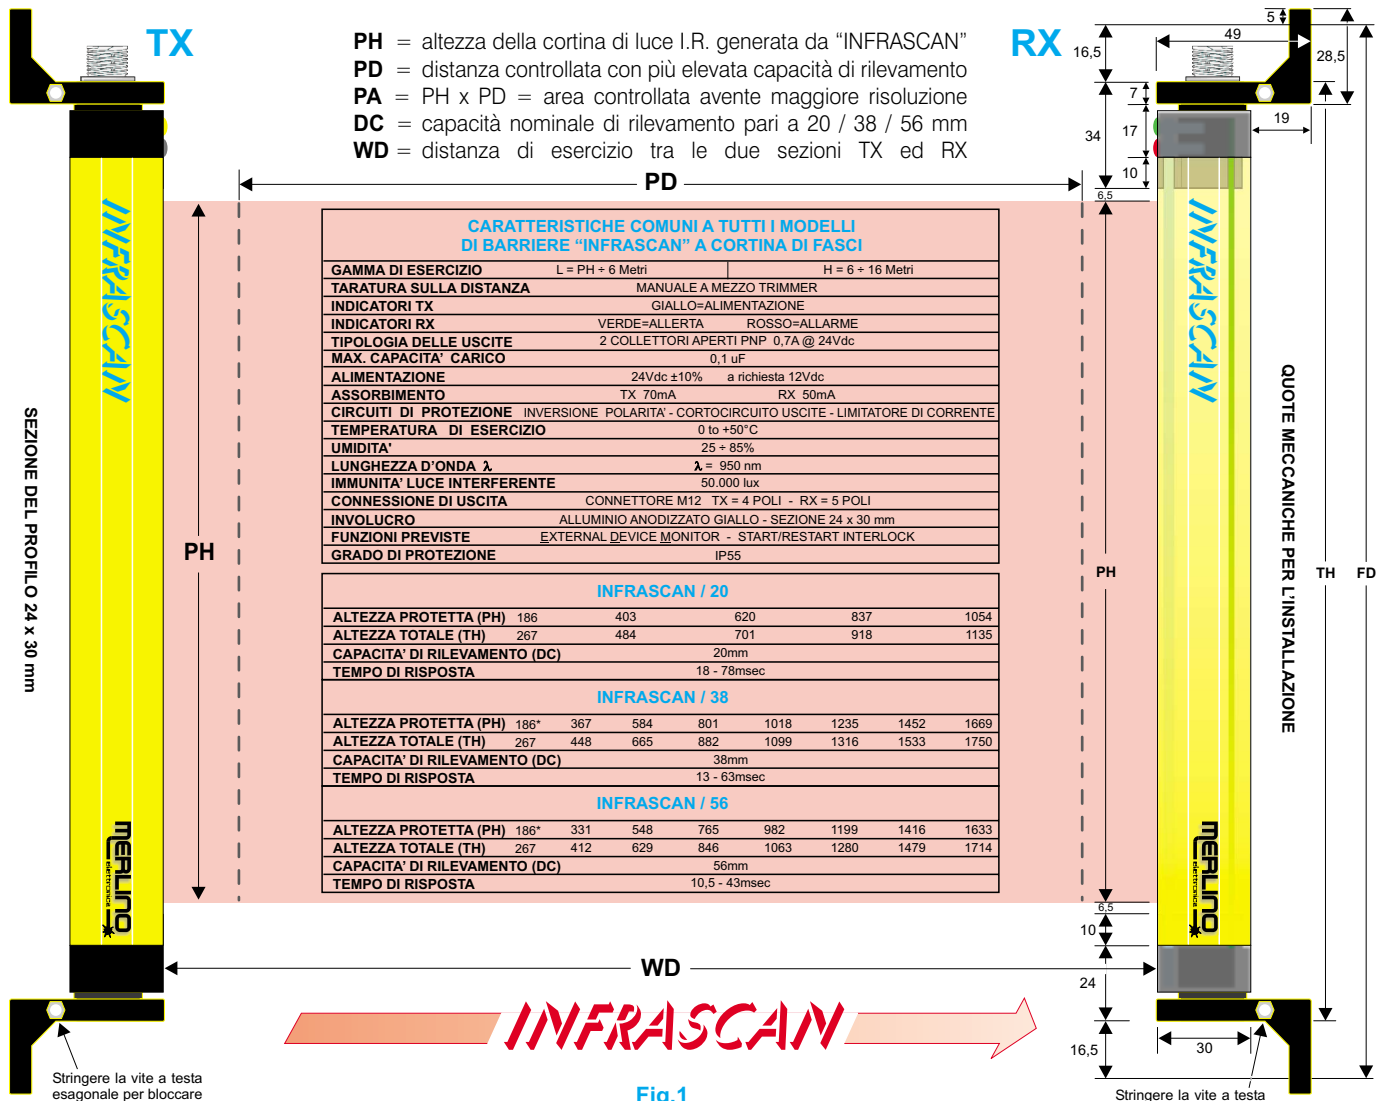 TX
RX
PH = altezza della cortina di luce I.R. generata da “INFRASCAN”
PD = distanza controllata con più elevata capacità di rilevamento
PA = PH x PD = area controllata avente maggiore risoluzione
DC = capacità nominale di rilevamento pari a 20 / 38 / 56 mm
WD = distanza di esercizio tra le due sezioni TX ed RX
5
49
16,5
28,5
7
34
17
19
10
6,5
PD
INFRASCAN
INFRASCAN
CARATTERISTICHE COMUNI A TUTTI I MODELLI
DI BARRIERE “INFRASCAN” A CORTINA DI FASCI
GAMMA DI ESERCIZIO L = PH ÷ 6 Metri H = 6 ÷ 16 Metri
TARATURA SULLA DISTANZA MANUALE A MEZZO TRIMMER
INDICATORI TX GIALLO=ALIMENTAZIONE
INDICATORI RX VERDE=ALLERTA ROSSO=ALLARME
TIPOLOGIA DELLE USCITE 2 COLLETTORI APERTI PNP 0,7A @ 24Vdc
MAX. CAPACITA’ CARICO 0,1 uF
ALIMENTAZIONE 24Vdc ±10% a richiesta 12Vdc
ASSORBIMENTO TX 70mA RX 50mA
CIRCUITI DI PROTEZIONE INVERSIONE POLARITA’ - CORTOCIRCUITO USCITE - LIMITATORE DI CORRENTE
TEMPERATURA DI ESERCIZIO 0 to +50°C
UMIDITA' 25 ÷ 85%
LUNGHEZZA D’ONDA λ λ = 950 nm
IMMUNITA’ LUCE INTERFERENTE 50.000 lux
CONNESSIONE DI USCITA CONNETTORE M12 TX = 4 POLI - RX = 5 POLI
INVOLUCRO ALLUMINIO ANODIZZATO GIALLO - SEZIONE 24 x 30 mm
FUNZIONI PREVISTE EXTERNAL DEVICE MONITOR - START/RESTART INTERLOCK
GRADO DI PROTEZIONE IP55
SEZIONE DEL PROFILO 24 x 30 mm
PH
PH
QUOTE MECCANICHE PER L’INSTALLAZIONE
TH
FD
INFRASCAN / 20
ALTEZZA PROTETTA (PH) 186 403 620 837 1054
ALTEZZA TOTALE (TH) 267 484 701 918 1135
CAPACITA’ DI RILEVAMENTO (DC) 20mm
TEMPO DI RISPOSTA 18 - 78msec
INFRASCAN / 38
ALTEZZA PROTETTA (PH) 186* 367 584 801 1018 1235 1452 1669
ALTEZZA TOTALE (TH) 267 448 665 882 1099 1316 1533 1750
CAPACITA’ DI RILEVAMENTO (DC) 38mm
TEMPO DI RISPOSTA 13 - 63msec
INFRASCAN / 56
ALTEZZA PROTETTA (PH) 186* 331 548 765 982 1199 1416 1633
ALTEZZA TOTALE (TH) 267 412 629 846 1063 1280 1479 1714
CAPACITA’ DI RILEVAMENTO (DC) 56mm
TEMPO DI RISPOSTA 10,5 - 43msec
MERLINO
elettronica
MERLINO
elettronica
6,5
10
WD
24
INFRASCAN
16,5
30
Stringere la vite a testa
esagonale per bloccare
Fig.1
Stringere la vite a testa